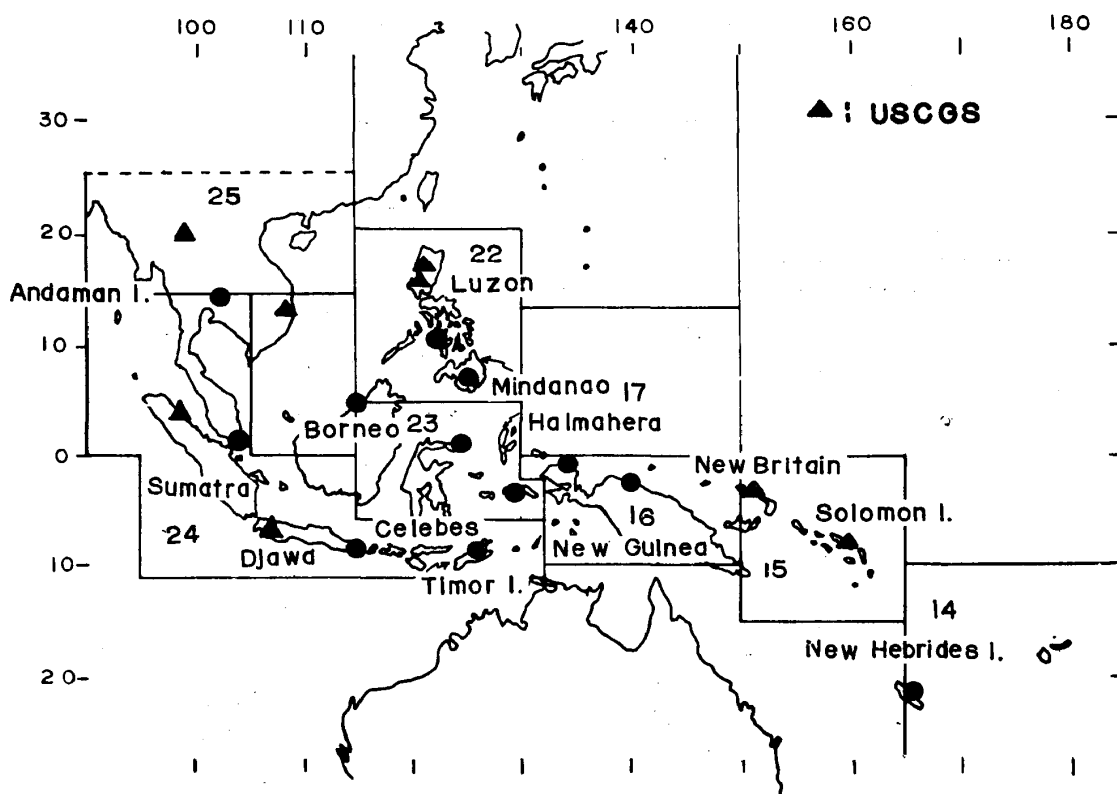 100 140 160 180
▲ : USCGS
30-
25
20-
22
Luzon
Andaman I.
10-
Mindanao
17
Halmahera
Borneo
23
0
New Britain
Sumatra
Solomon I.
16
Celebes
24
Djawa
New Guinea
10-
15
Timor I.
14
New Hebrides I.
20-